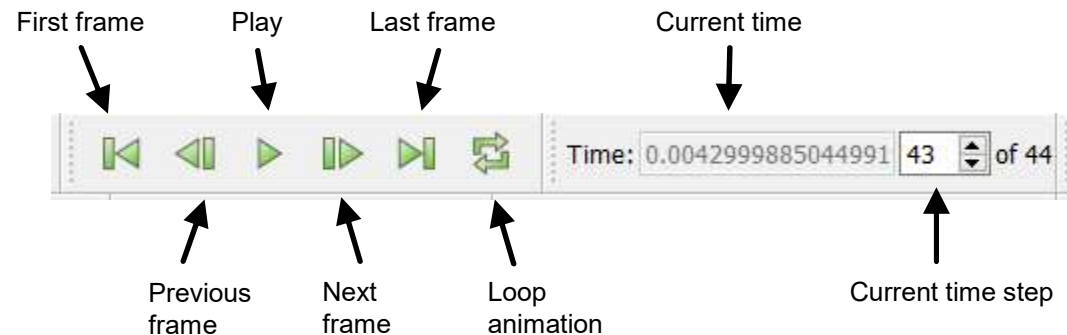 First frame
Play
Last frame
Current time
Time: 0.0042999885044991 43 of 44
Previous
frame
Next
frame
Loop
animation
Current time step